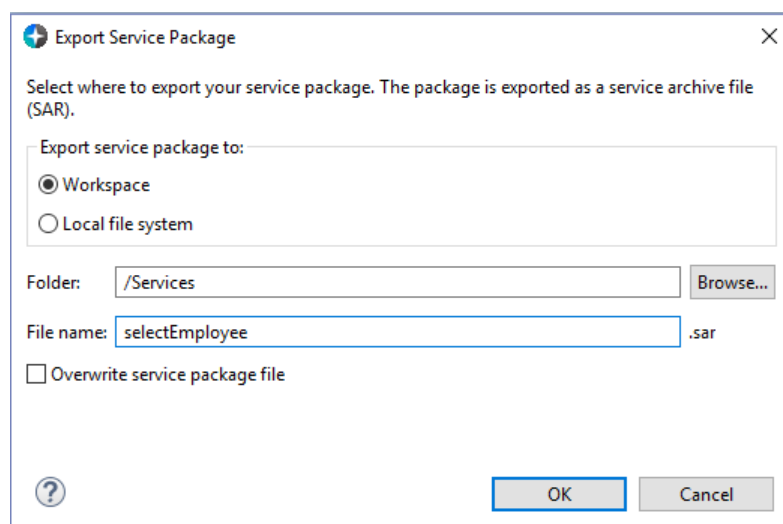 Export Service Package
Select where to export your service package. The package is exported as a service archive file
(SAR).
Export service package to:
Workspace
Local file system
Folder: /Services Browse...
File name: selectEmployee .sar
Overwrite service package file
? OK Cancel